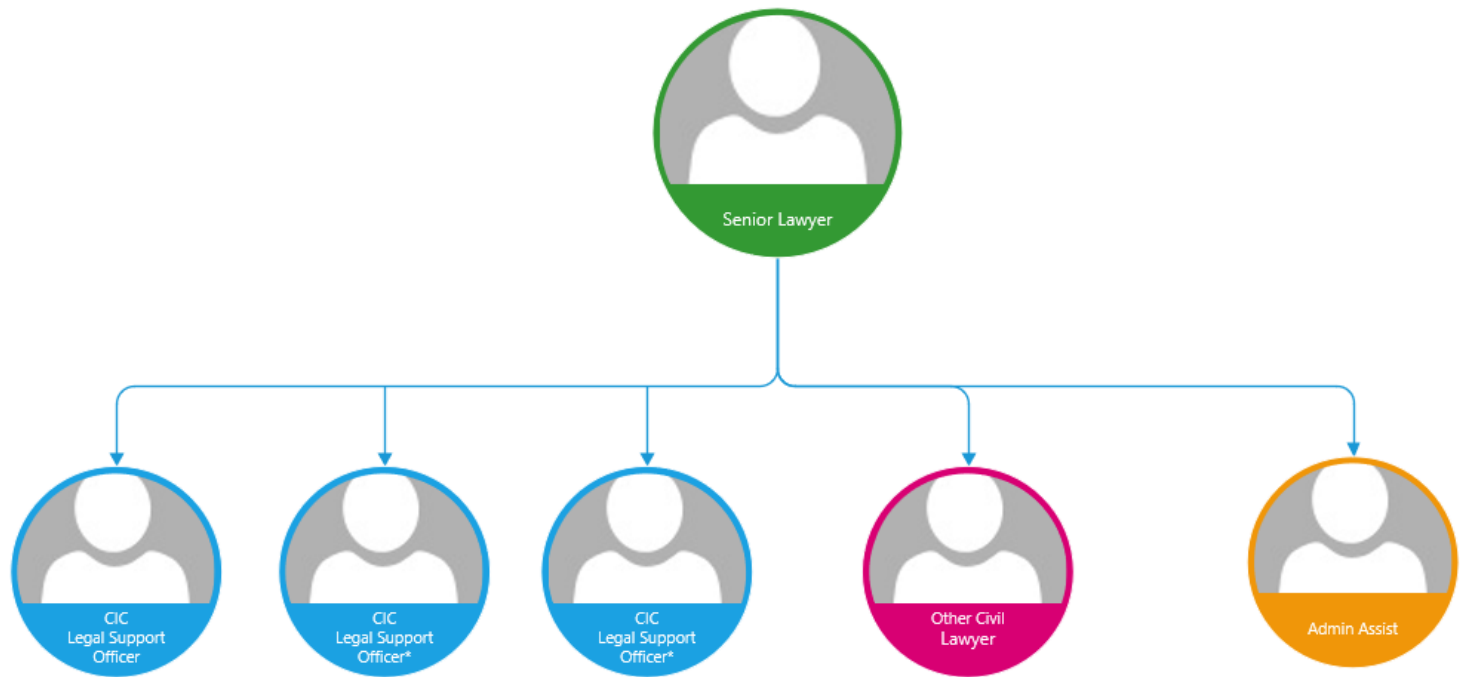 Senior Lawyer
CIC
Legal Support
Officer
CIC
Legal Support
Officer*
CIC
Legal Support
Officer*
Other Civil
Lawyer
Admin Assist